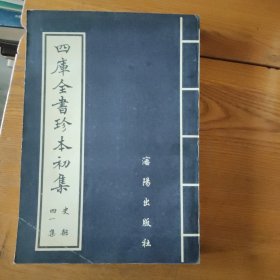 四庫全書珍本初集
史部
四一集
瀋陽出版社